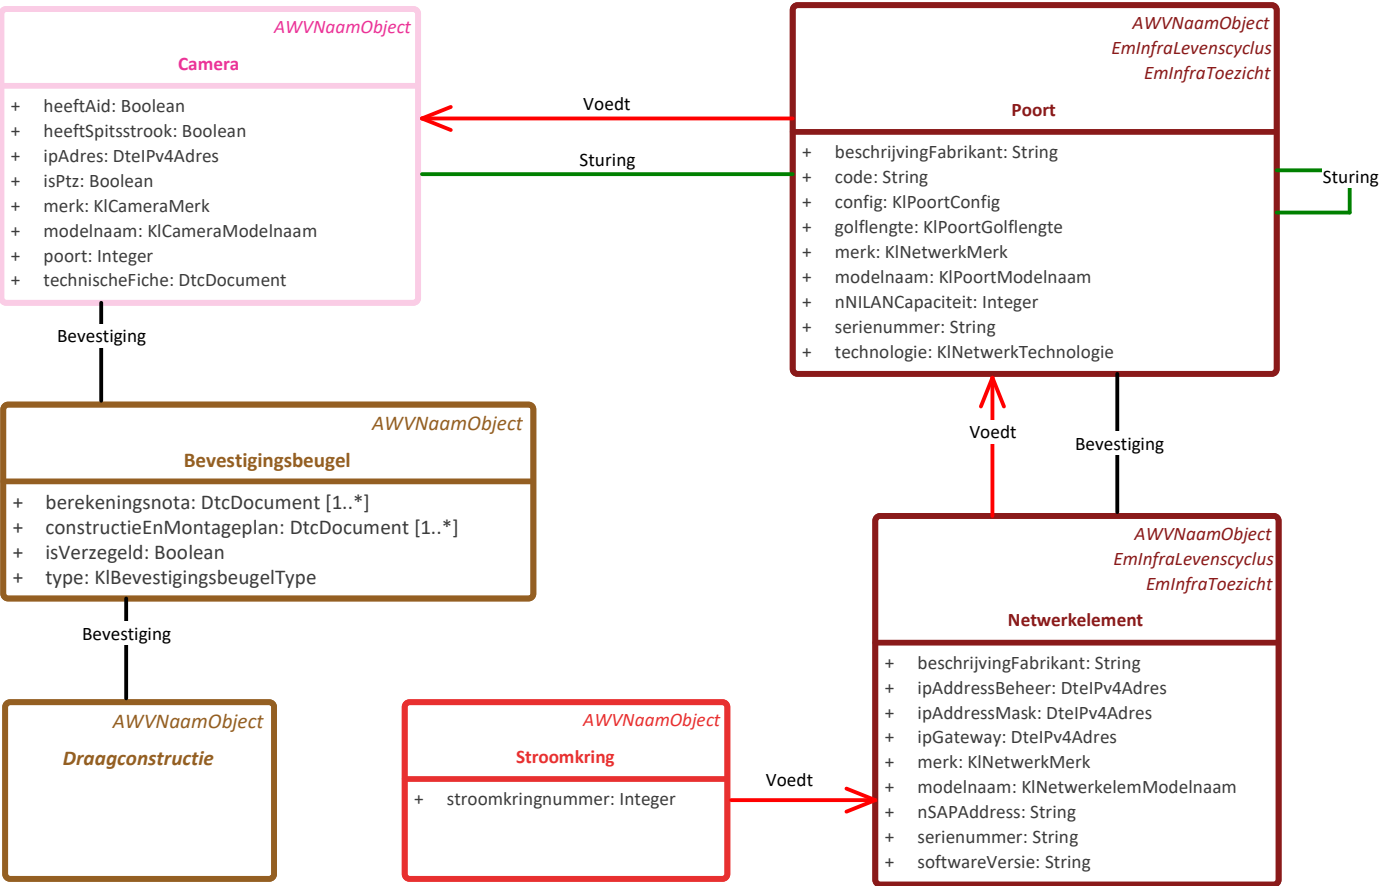 AWVNaamObject
Camera
+ heeftAid: Boolean
+ heeftSpitsstrook: Boolean
+ ipAdres: DteIPv4Adres
+ isPtz: Boolean
+ merk: KlCameraMerk
+ modelnaam: KlCameraModelnaam
+ poort: Integer
+ technischeFiche: DtcDocument
Voedt
Sturing
AWVNaamObject
EmInfraLevenscyclus
EmInfraToezicht
Poort
+ beschrijvingFabrikant: String
+ code: String
+ config: KlPoortConfig
+ golflengte: KlPoortGolflengte
+ merk: KlNetwerkMerk
+ modelnaam: KlPoortModelnaam
+ nNILANCapaciteit: Integer
+ serienummer: String
+ technologie: KlNetwerkTechnologie
Sturing
Bevestiging
AWVNaamObject
Bevestigingsbeugel
+ berekeningsnota: DtcDocument [1..*]
+ constructieEnMontageplan: DtcDocument [1..*]
+ isVerzegeld: Boolean
+ type: KlBevestigingsbeugelType
Voedt
Bevestiging
Bevestiging
AWVNaamObject
Draagconstructie
AWVNaamObject
Stroomkring
+ stroomkringnummer: Integer
Voedt
AWVNaamObject
EmInfraLevenscyclus
EmInfraToezicht
Netwerkelement
+ beschrijvingFabrikant: String
+ ipAddressBeheer: DteIPv4Adres
+ ipAddressMask: DteIPv4Adres
+ ipGateway: DteIPv4Adres
+ merk: KlNetwerkMerk
+ modelnaam: KlNetwerkelemModelnaam
+ nSAPAddress: String
+ serienummer: String
+ softwareVersie: String